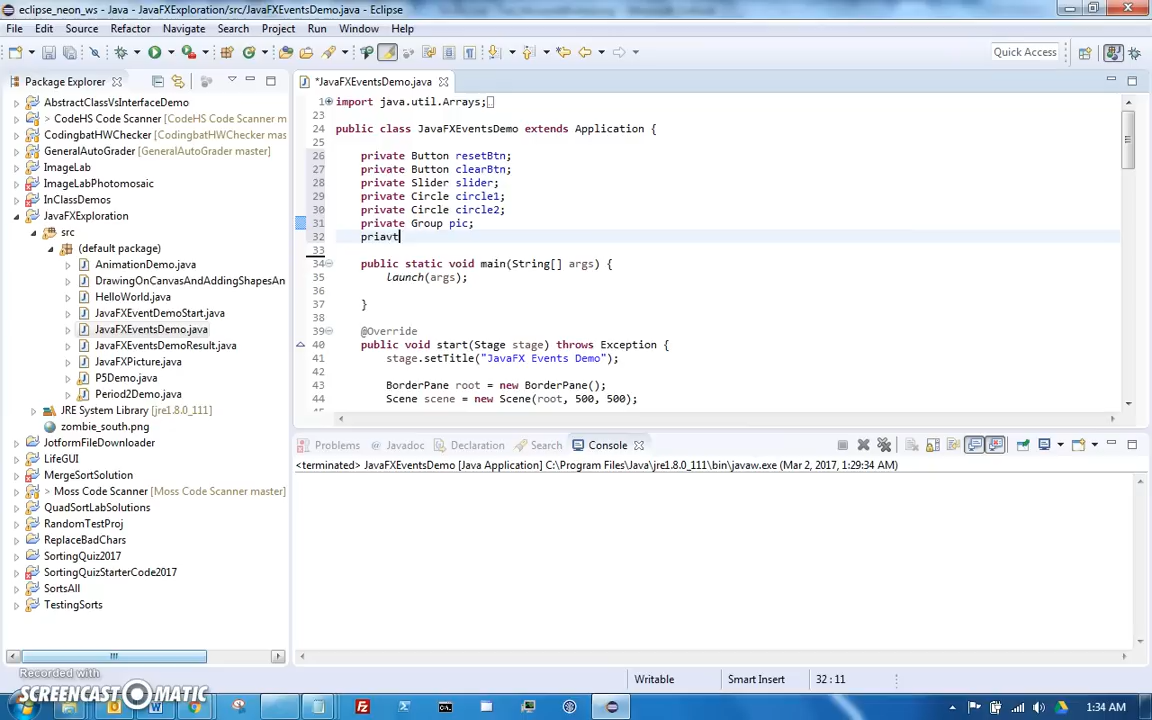 eclipse_neon_ws - Java - JavaFXExploration/src/JavaFXEventsDemo.java - Eclipse
File Edit Source Refactor Navigate Search Project Run Window Help
Quick Access
Package Explorer
*JavaFXEventsDemo.java
AbstractClassVsInterfaceDemo
> CodeHS Code Scanner [CodeHS Code Scanner m
CodingbatHWChecker [CodingbatHWChecker mas
GeneralAutoGrader [GeneralAutoGrader master]
ImageLab
ImageLabPhotomosaic
InClassDemos
JavaFXExploration
src
(default package)
AnimationDemo.java
DrawingOnCanvasAndAddingShapesAn
HelloWorld.java
JavaFXEventDemoStart.java
JavaFXEventsDemo.java
JavaFXEventsDemoResult.java
JavaFXPicture.java
P5Demo.java
Period2Demo.java
JRE System Library [jre1.8.0_111]
zombie_south.png
JotformFileDownloader
LifeGUI
MergeSortSolution
> Moss Code Scanner [Moss Code Scanner master]
QuadSortLabSolutions
RandomTestProj
ReplaceBadChars
SortingQuiz2017
SortingQuizStarterCode2017
SortsAll
TestingSorts
1 import java.util.Arrays;
23
24 public class JavaFXEventsDemo extends Application {
25
26 private Button resetBtn;
27 private Button clearBtn;
28 private Slider slider;
29 private Circle circle1;
30 private Circle circle2;
31 private Group pic;
32 priavt
33
34 public static void main(String[] args) {
35 launch(args);
36
37 }
38
39 @Override
40 public void start(Stage stage) throws Exception {
41 stage.setTitle("JavaFX Events Demo");
42
43 BorderPane root = new BorderPane();
44 Scene scene = new Scene(root, 500, 500);
Problems Javadoc Declaration Search Console
<terminated> JavaFXEventsDemo [Java Application] C:\Program Files\Java\jre1.8.0_111\bin\javaw.exe (Mar 2, 2017, 1:29:34 AM)
Writable Smart Insert 32 : 11
Recorded with
SCREENCAST-O-MATIC
1:34 AM